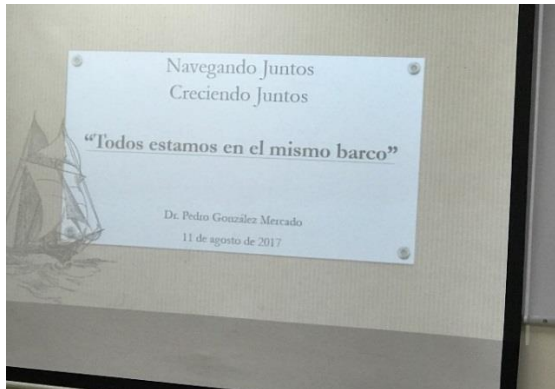 Navegando Juntos
Creciendo Juntos
“Todos estamos en el mismo barco”
Dr. Pedro González Mercado
11 de agosto de 2017